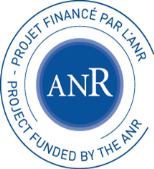 - PROJET FINANCÉ PAR L'ANR
ANR
- PROJECT FUNDED BY THE ANR